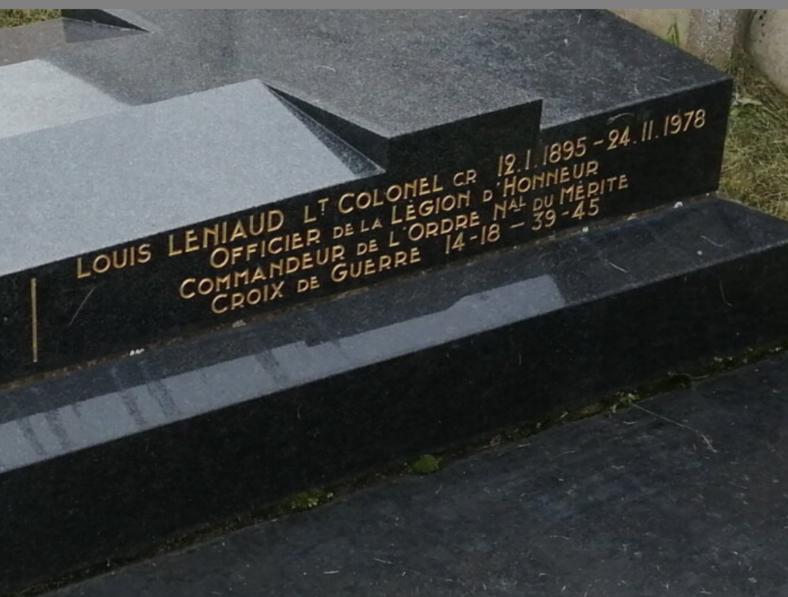 LOUIS LENIAUD LT COLONEL CR 12.1.1895 - 24.11.1978
OFFICIER DE LA LÉGION D'HONNEUR
COMMANDEUR DE L'ORDRE NAL DU MÉRITE
CROIX DE GUERRE 14-18 - 39-45